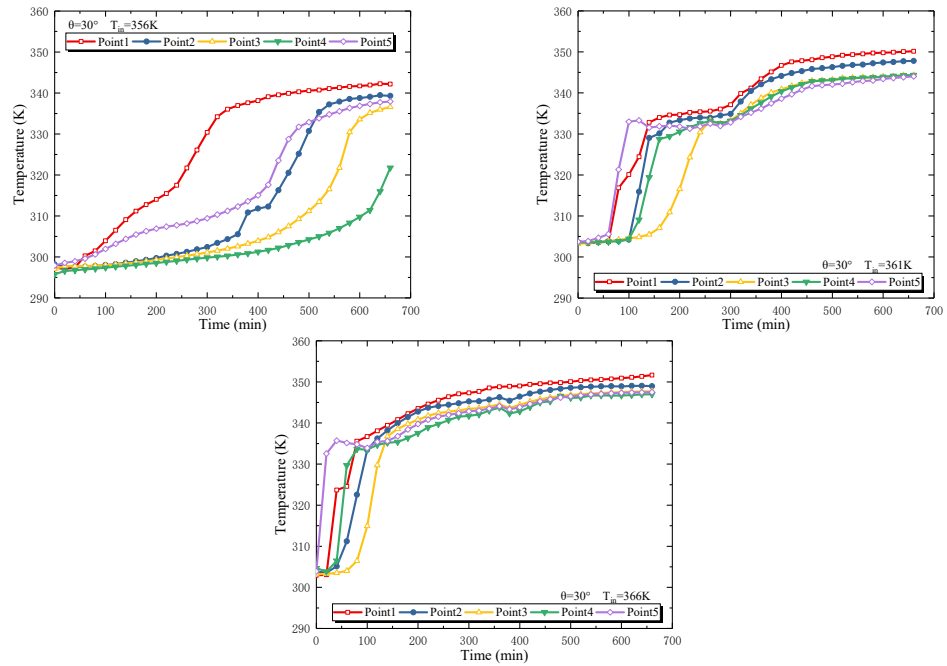 θ=30° T_in=356K
Point1 Point2 Point3 Point4 Point5
Temperature (K)
360
350
340
330
320
310
300
290
0 100 200 300 400 500 600 700
Time (min)
360
350
340
330
320
310
300
290
Temperature (K)
θ=30° T_in=361K
Point1 Point2 Point3 Point4 Point5
0 100 200 300 400 500 600 700
Time (min)
360
350
340
330
320
310
300
290
Temperature (K)
θ=30° T_in=366K
Point1 Point2 Point3 Point4 Point5
0 100 200 300 400 500 600 700
Time (min)